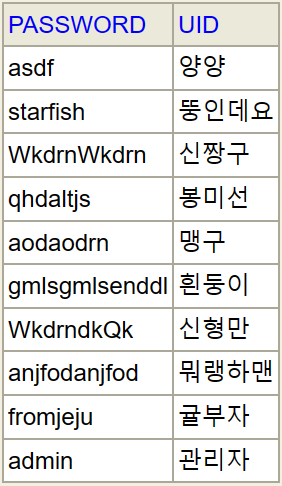 PASSWORD UID
asdf 양양
starfish 뚱인데요
WkdrnWkdrn 신짱구
qhdaltjs 봉미선
aodaodrn 맹구
gmlsgmlsenddl 흰둥이
WkdrndkQk 신형만
anjfodanjfod 뭐랭하맨
fromjeju 귤부자
admin 관리자